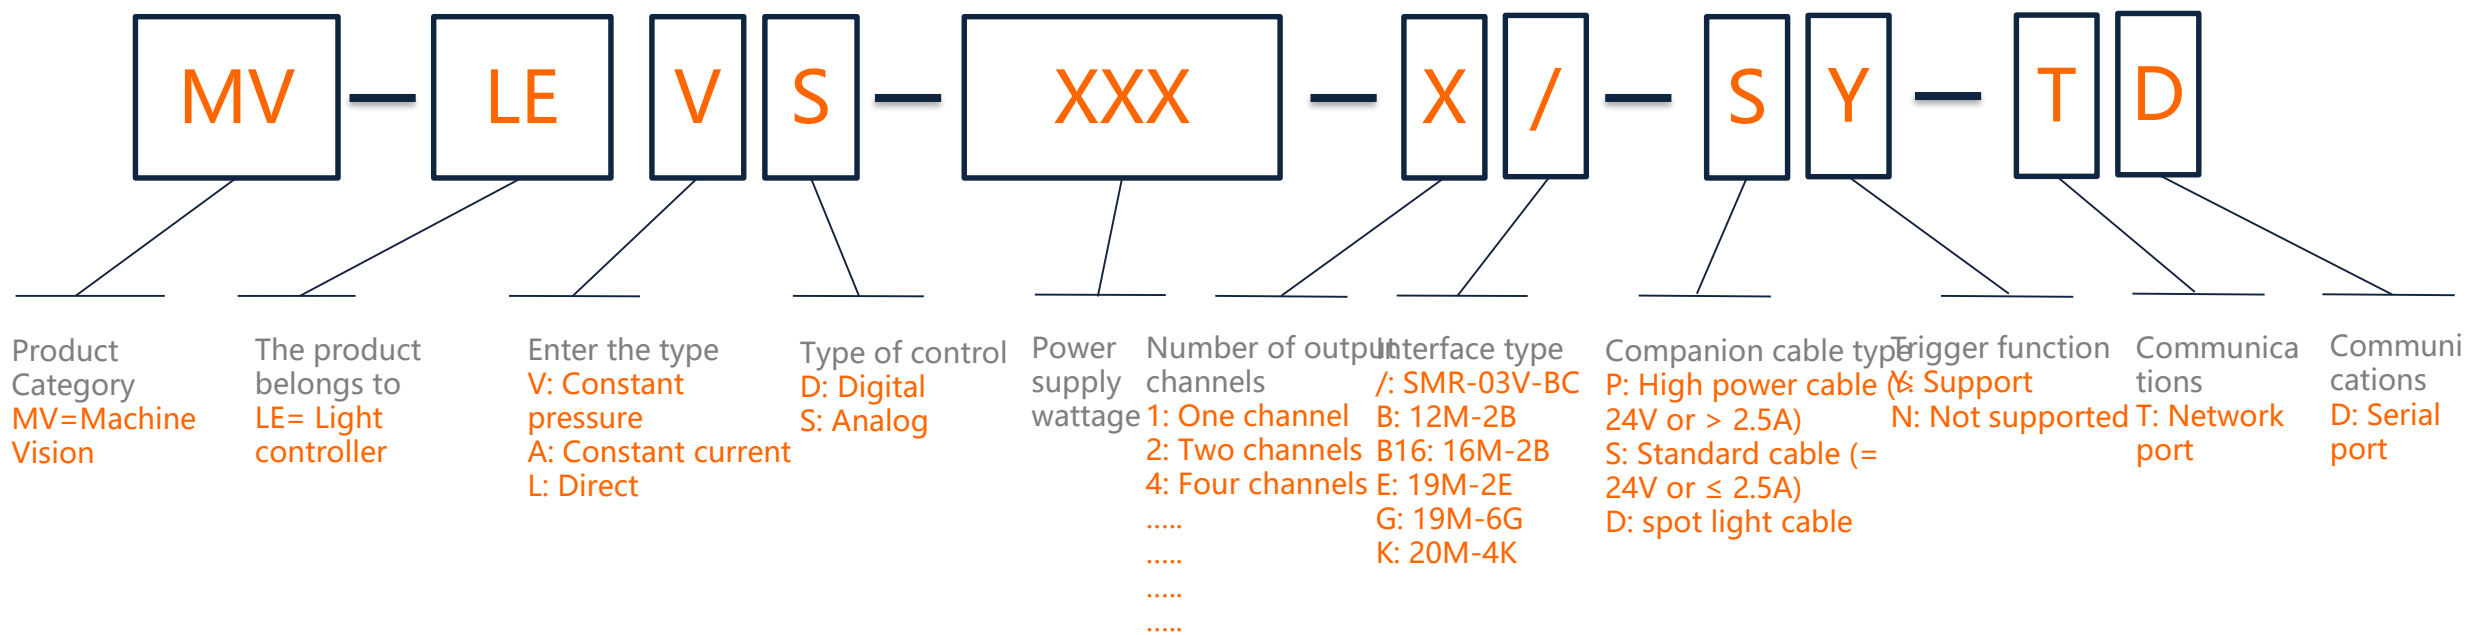 MV — LE V S — XXX — X / — S Y — T D
Product
Category
MV=Machine
Vision
The product
belongs to
LE= Light
controller
Enter the type
V: Constant
pressure
A: Constant current
L: Direct
Type of control
D: Digital
S: Analog
Power
supply
wattage
Number of output
channels
1: One channel
2: Two channels
4: Four channels
.....
.....
.....
.....
Interface type
/: SMR-03V-BC
B: 12M-2B
B16: 16M-2B
E: 19M-2E
G: 19M-6G
K: 20M-4K
Companion cable type
P: High power cable (<
24V or > 2.5A)
S: Standard cable (=
24V or ≤ 2.5A)
D: spot light cable
Trigger function
Y: Support
N: Not supported
Communica
tions
T: Network
port
Communi
cations
D: Serial
port